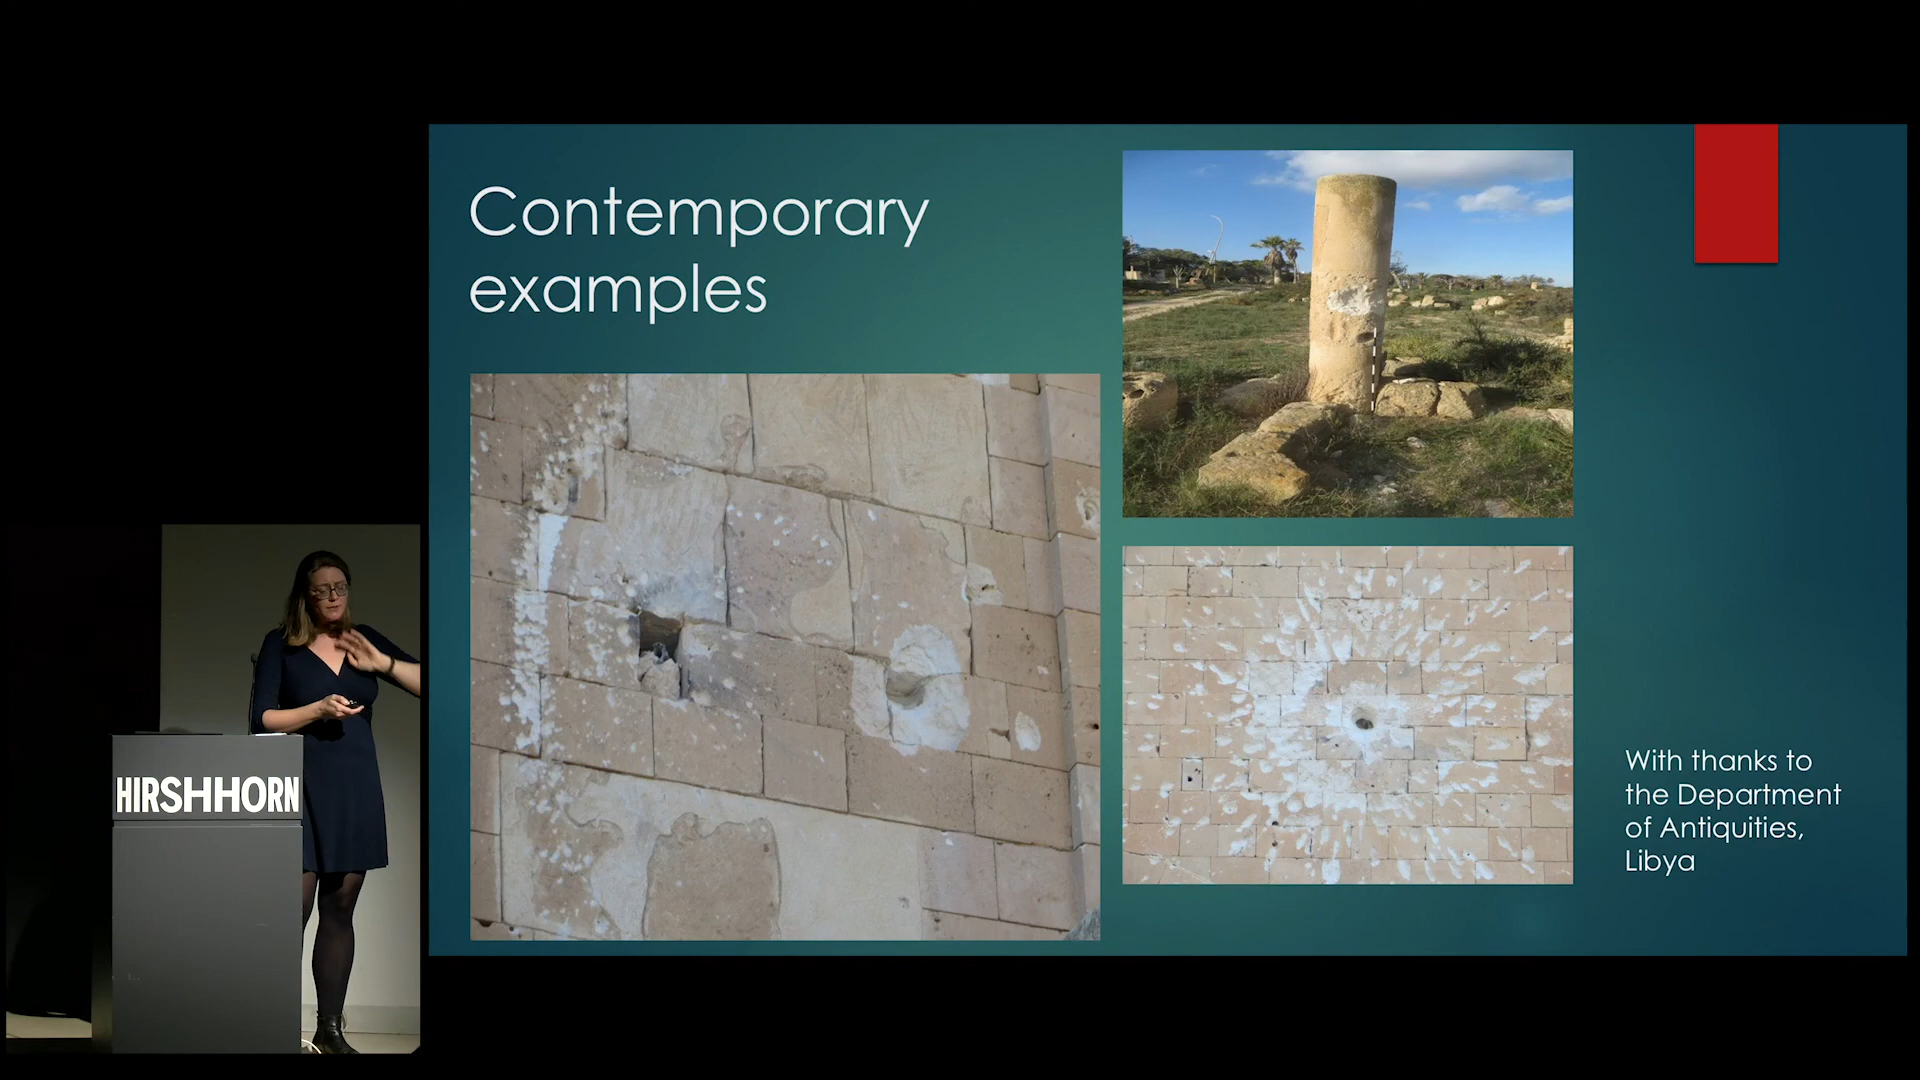 Contemporary
examples
With thanks to
the Department
of Antiquities,
Libya
HIRSHHORN